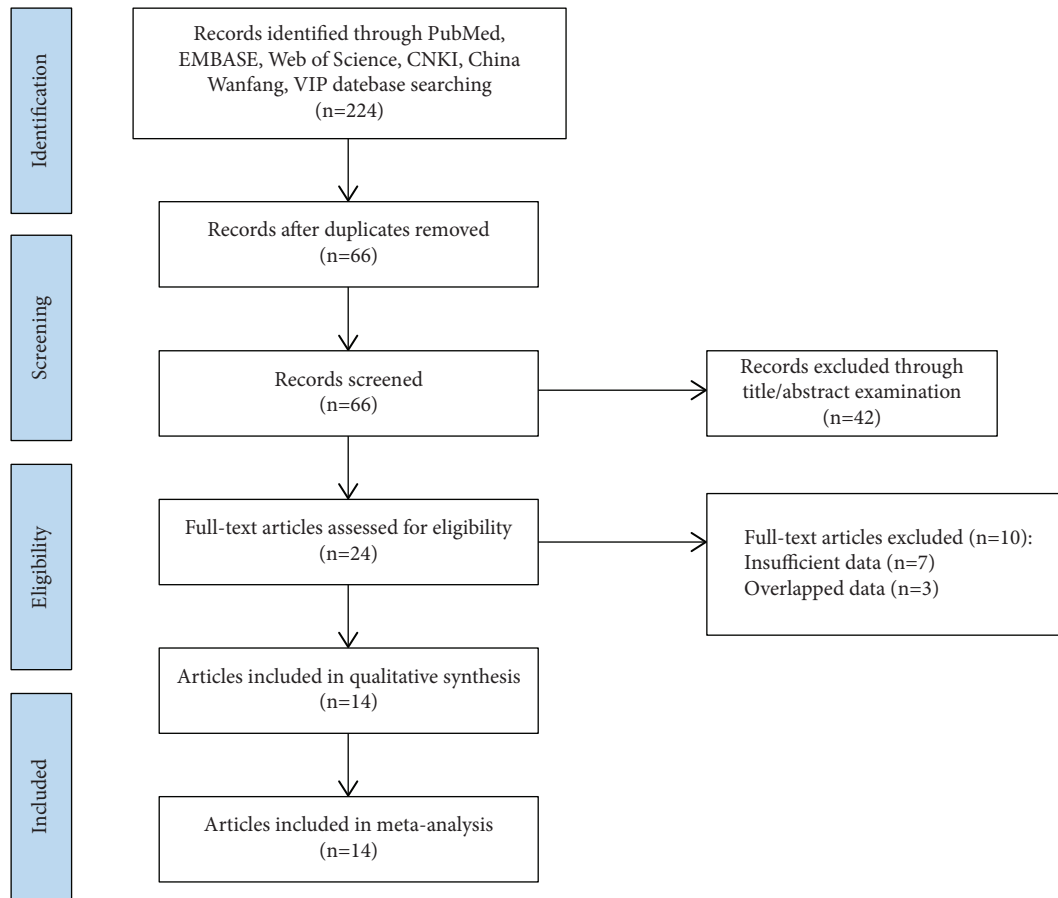 Identification
Records identified through PubMed,
EMBASE, Web of Science, CNKI, China
Wanfang, VIP datebase searching
(n=224)
Records after duplicates removed
(n=66)
Screening
Records screened
(n=66)
Records excluded through
title/abstract examination
(n=42)
Eligibility
Full-text articles assessed for eligibility
(n=24)
Full-text articles excluded (n=10):
Insufficient data (n=7)
Overlapped data (n=3)
Articles included in qualitative synthesis
(n=14)
Included
Articles included in meta-analysis
(n=14)